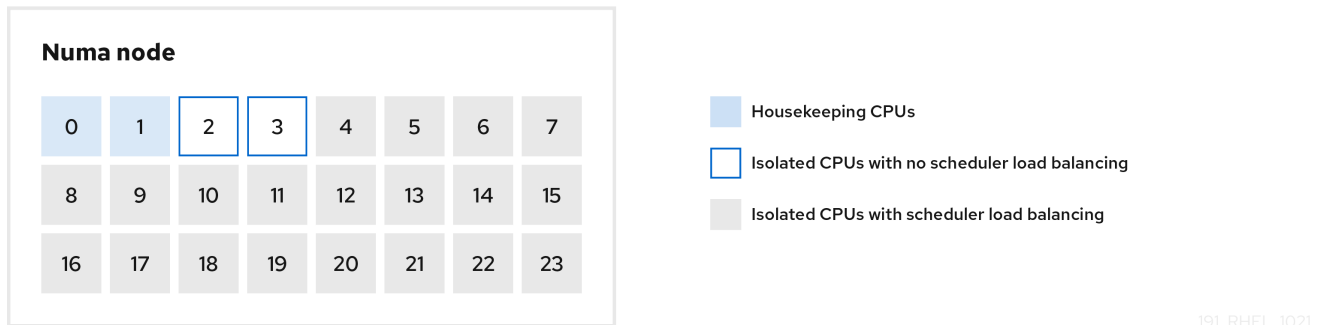 Numa node
0 1 2 3 4 5 6 7
8 9 10 11 12 13 14 15
16 17 18 19 20 21 22 23
Housekeeping CPUs
Isolated CPUs with no scheduler load balancing
Isolated CPUs with scheduler load balancing
191_RHEL_1021